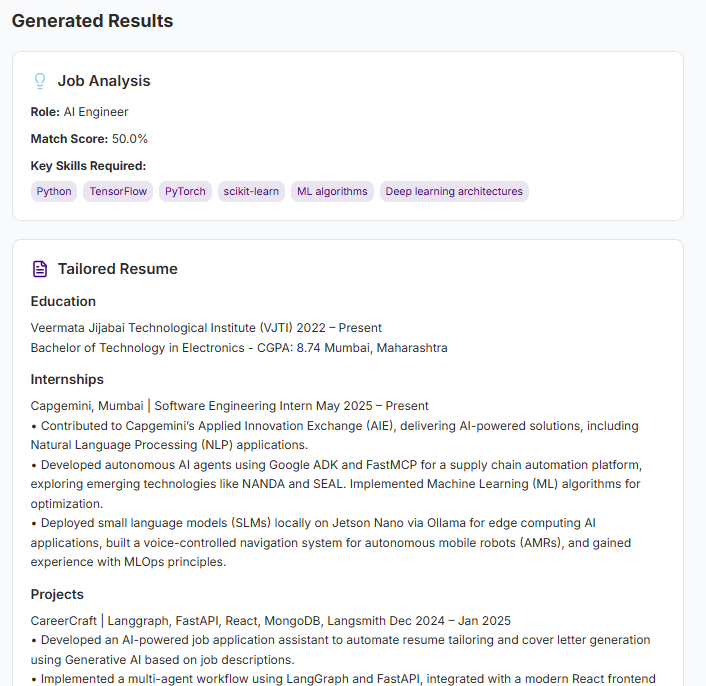 Generated Results
Job Analysis
Role: AI Engineer
Match Score: 50.0%
Key Skills Required:
Python TensorFlow PyTorch scikit-learn ML algorithms Deep learning architectures
Tailored Resume
Education
Veermata Jijabai Technological Institute (VJTI) 2022 – Present
Bachelor of Technology in Electronics - CGPA: 8.74 Mumbai, Maharashtra
Internships
Capgemini, Mumbai | Software Engineering Intern May 2025 – Present
• Contributed to Capgemini’s Applied Innovation Exchange (AIE), delivering AI-powered solutions, including
Natural Language Processing (NLP) applications.
• Developed autonomous AI agents using Google ADK and FastMCP for a supply chain automation platform,
exploring emerging technologies like NANDA and SEAL. Implemented Machine Learning (ML) algorithms for
optimization.
• Deployed small language models (SLMs) locally on Jetson Nano via Ollama for edge computing AI
applications, built a voice-controlled navigation system for autonomous mobile robots (AMRs), and gained
experience with MLOps principles.
Projects
CareerCraft | Langgraph, FastAPI, React, MongoDB, Langsmith Dec 2024 – Jan 2025
• Developed an AI-powered job application assistant to automate resume tailoring and cover letter generation
using Generative AI based on job descriptions.
• Implemented a multi-agent workflow using LangGraph and FastAPI, integrated with a modern React frontend